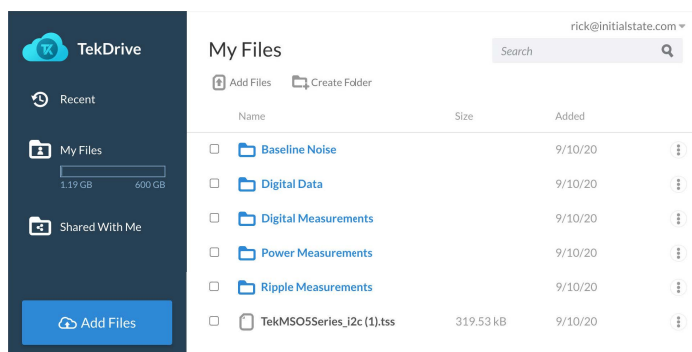 rick@initialstate.com
TekDrive
My Files
Search
Add Files Create Folder
Recent
Name Size Added
My Files
1.19 GB 600 GB
Baseline Noise 9/10/20
Digital Data 9/10/20
Shared With Me
Digital Measurements 9/10/20
Power Measurements 9/10/20
Ripple Measurements 9/10/20
Add Files
TekMSO5Series_i2c (1).tss 319.53 kB 9/10/20